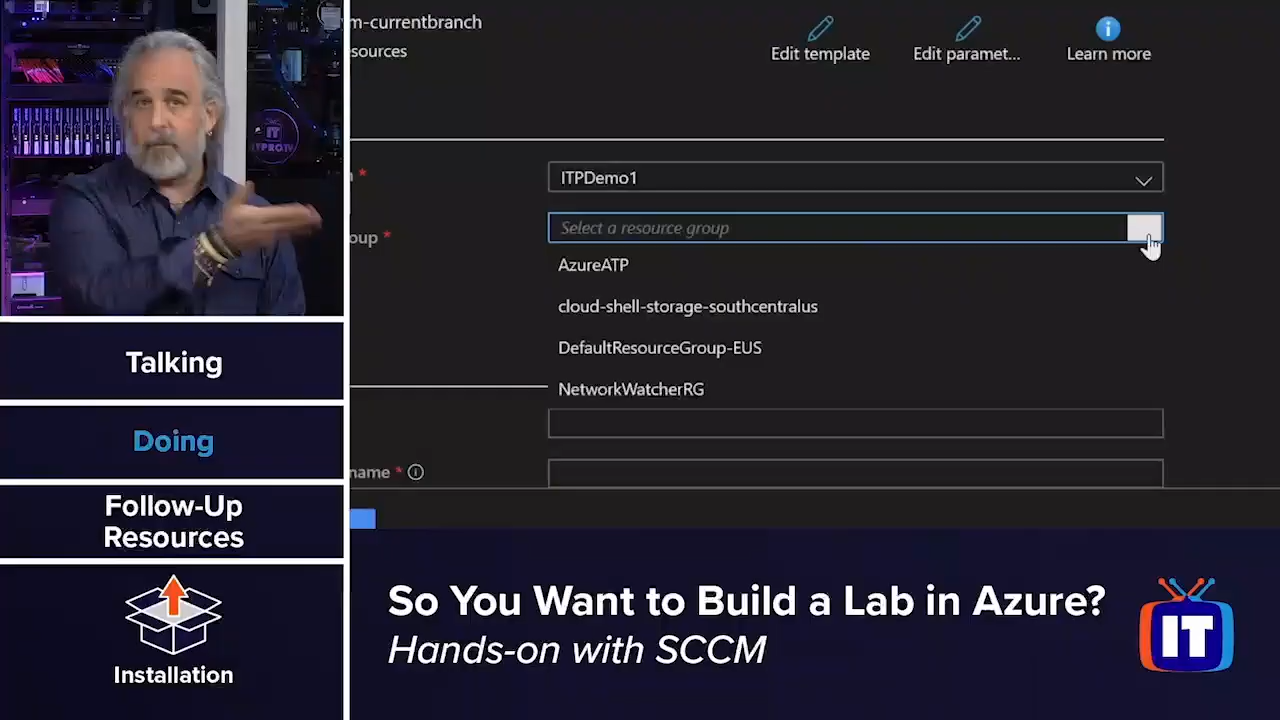 m-currentbranch
sources
Edit template
Edit paramet...
Learn more
ITPDemo1
oup *
Select a resource group
AzureATP
cloud-shell-storage-southcentralus
DefaultResourceGroup-EUS
NetworkWatcherRG
name *
IT
ITPROTV
Talking
Doing
Follow-Up
Resources
Installation
So You Want to Build a Lab in Azure?
Hands-on with SCCM
IT